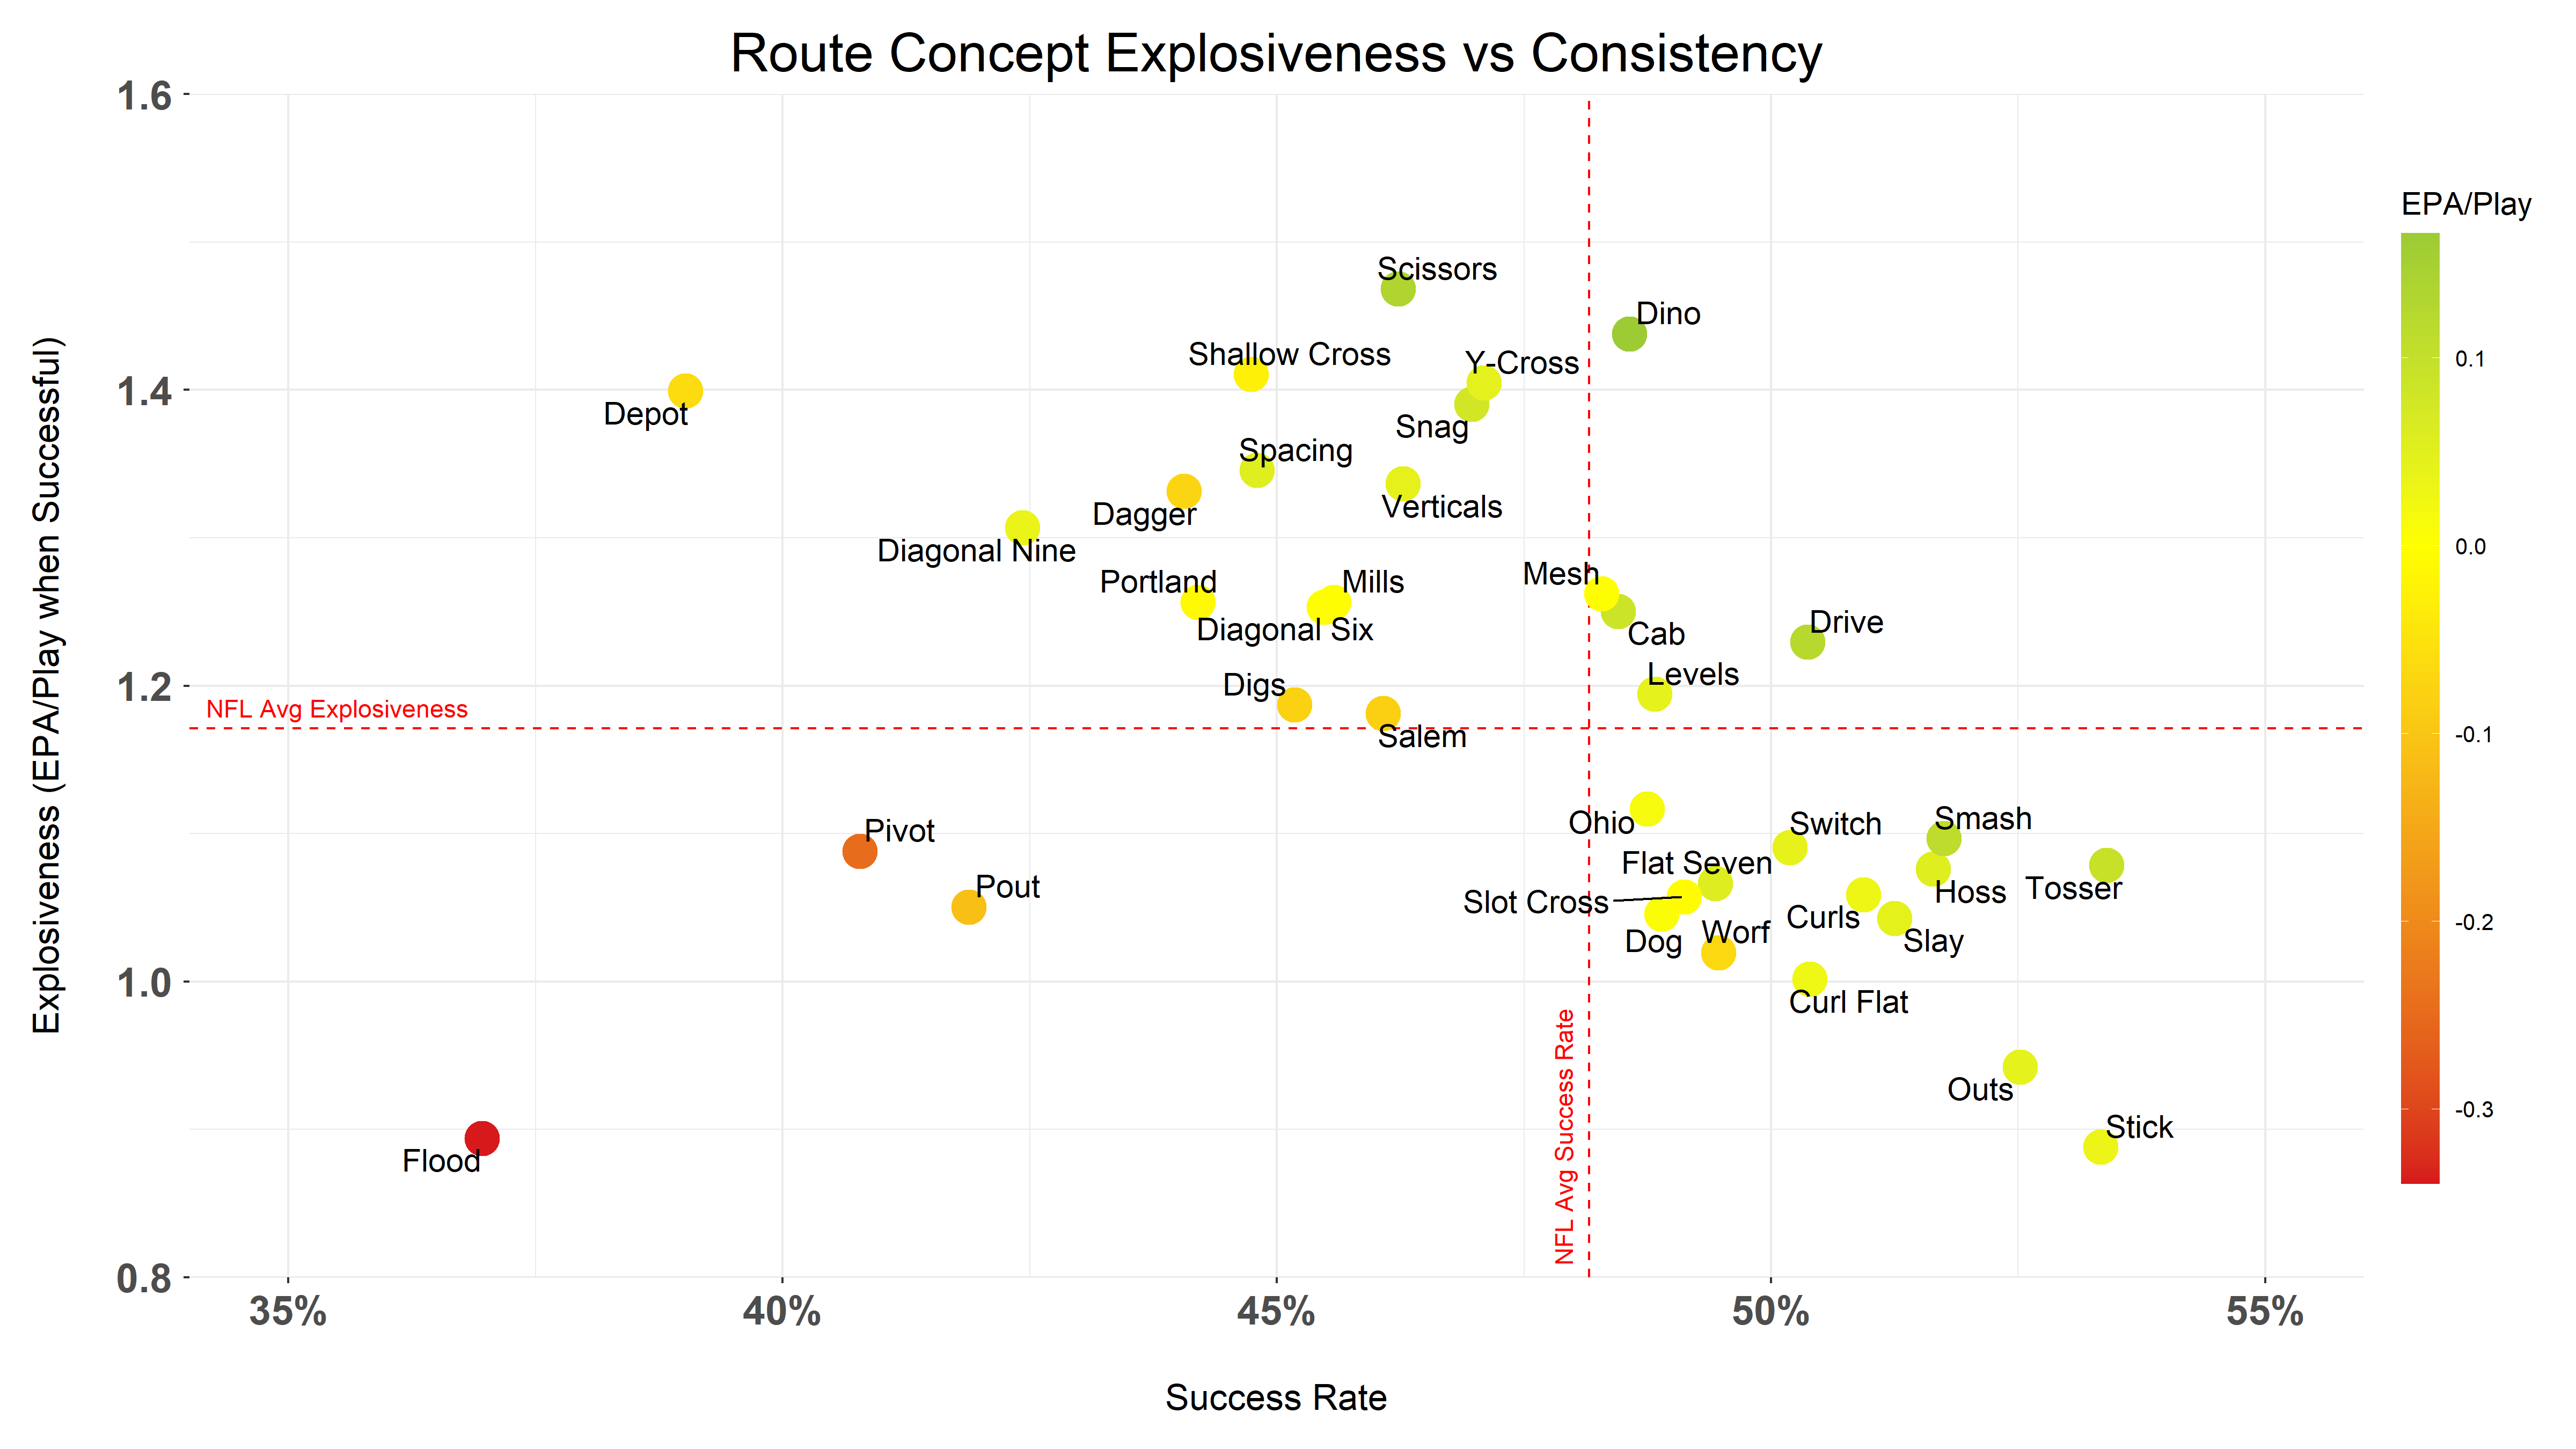 Route Concept Explosiveness vs Consistency
Explosiveness (EPA/Play when Successful)
1.6
1.4
1.2
1.0
0.8
Scissors
Dino
Shallow Cross
Y-Cross
Depot
Snag
Spacing
Verticals
Dagger
Diagonal Nine
Portland
Mills
Mesh
Diagonal Six
Cab
Drive
Levels
Digs
NFL Avg Explosiveness
Salem
Ohio
Switch
Smash
Pivot
Flat Seven
Pout
Slot Cross
Hoss
Tosser
Curls
Dog
Worf
Slay
Curl Flat
NFL Avg Success Rate
Outs
Stick
Flood
35%
40%
45%
50%
55%
Success Rate
EPA/Play
0.1
0.0
-0.1
-0.2
-0.3